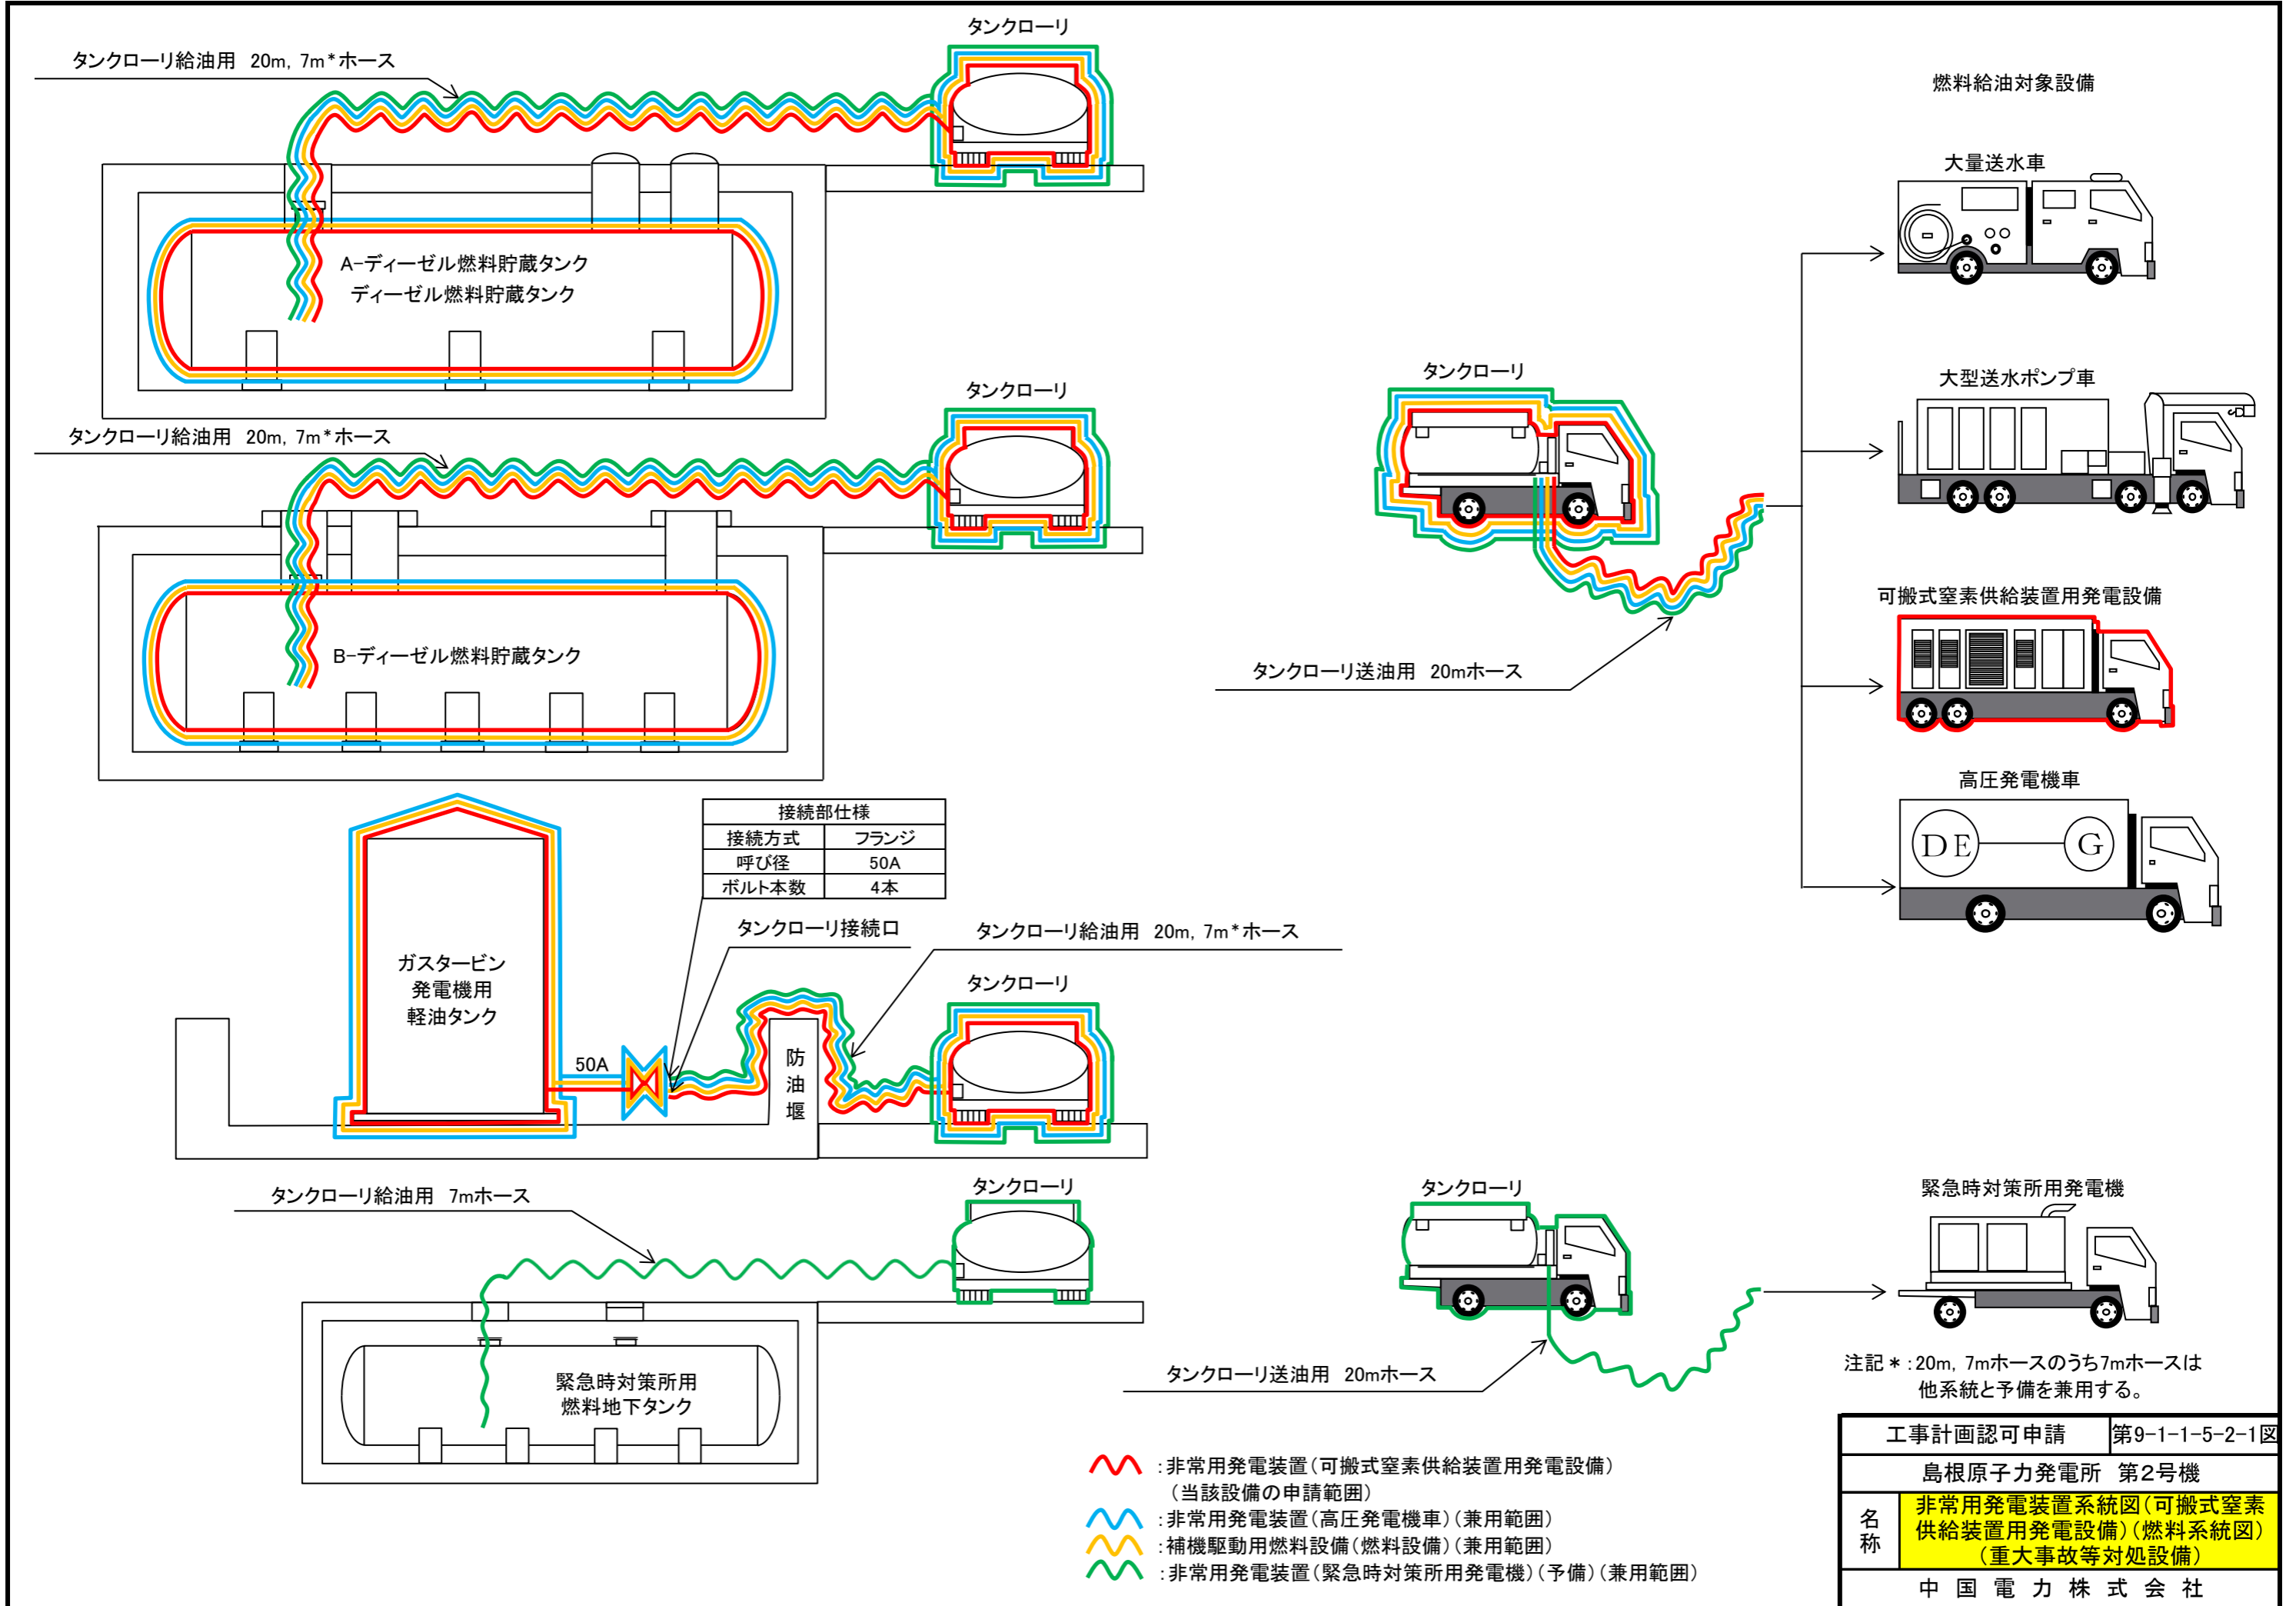 タンクローリ
タンクローリ給油用 20m, 7m*ホース
A-ディーゼル燃料貯蔵タンク
ディーゼル燃料貯蔵タンク
タンクローリ
タンクローリ給油用 20m, 7m*ホース
B-ディーゼル燃料貯蔵タンク
接続部仕様
接続方式 フランジ
呼び径 50A
ボルト本数 4本
タンクローリ接続口
タンクローリ給油用 20m, 7m*ホース
ガスタービン
発電機用
軽油タンク
50A
防油堰
タンクローリ
タンクローリ給油用 7mホース
タンクローリ
緊急時対策所用
燃料地下タンク
燃料給油対象設備
大量送水車
タンクローリ
大型送水ポンプ車
可搬式窒素供給装置用発電設備
タンクローリ送油用 20mホース
高圧発電機車
DE
G
タンクローリ
緊急時対策所用発電機
タンクローリ送油用 20mホース
注記*:20m, 7mホースのうち7mホースは
他系統と予備を兼用する。
:非常用発電装置(可搬式窒素供給装置用発電設備)
(当該設備の申請範囲)
:非常用発電装置(高圧発電機車)(兼用範囲)
:補機駆動用燃料設備(燃料設備)(兼用範囲)
:非常用発電装置(緊急時対策所用発電機)(予備)(兼用範囲)
工事計画認可申請 第9-1-1-5-2-1図
島根原子力発電所 第2号機
名称
非常用発電装置系統図(可搬式窒素
供給装置用発電設備)(燃料系統図)
(重大事故等対処設備)
中国電力株式会社